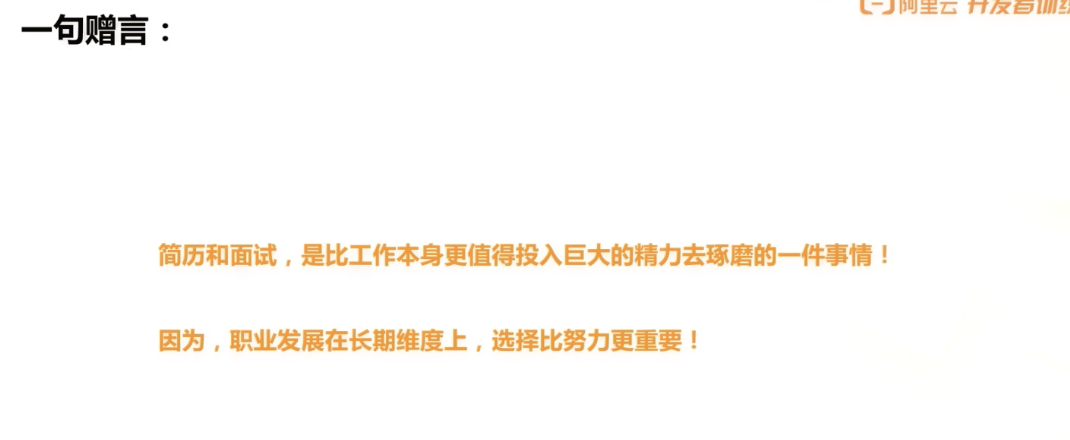 阿里云 开发者训练
一句赠言：
简历和面试，是比工作本身更值得投入巨大的精力去琢磨的一件事情！
因为，职业发展在长期维度上，选择比努力更重要！